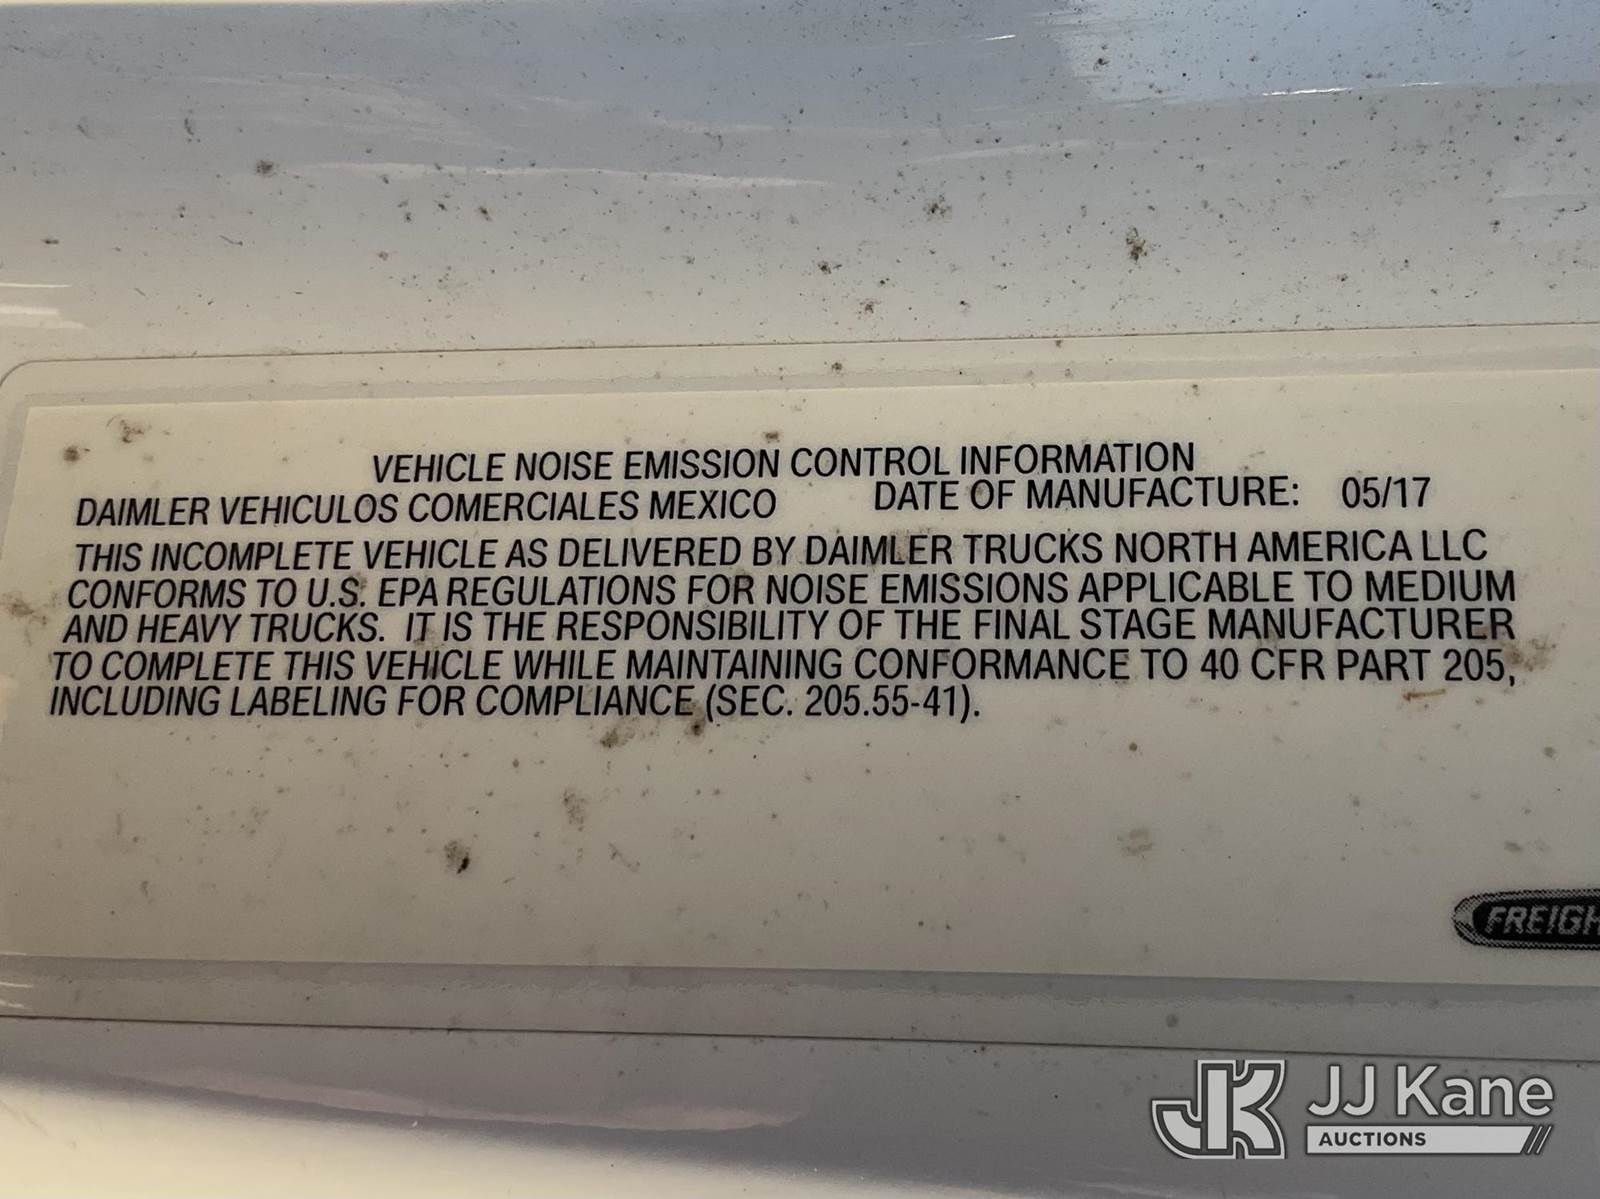 VEHICLE NOISE EMISSION CONTROL INFORMATION
DAIMLER VEHICULOS COMERCIALES MEXICO DATE OF MANUFACTURE: 05/17
THIS INCOMPLETE VEHICLE AS DELIVERED BY DAIMLER TRUCKS NORTH AMERICA LLC
CONFORMS TO U.S. EPA REGULATIONS FOR NOISE EMISSIONS APPLICABLE TO MEDIUM
AND HEAVY TRUCKS. IT IS THE RESPONSIBILITY OF THE FINAL STAGE MANUFACTURER
TO COMPLETE THIS VEHICLE WHILE MAINTAINING CONFORMANCE TO 40 CFR PART 205,
INCLUDING LABELING FOR COMPLIANCE (SEC. 205.55-41).
FREIGH
JK JJ Kane
AUCTIONS